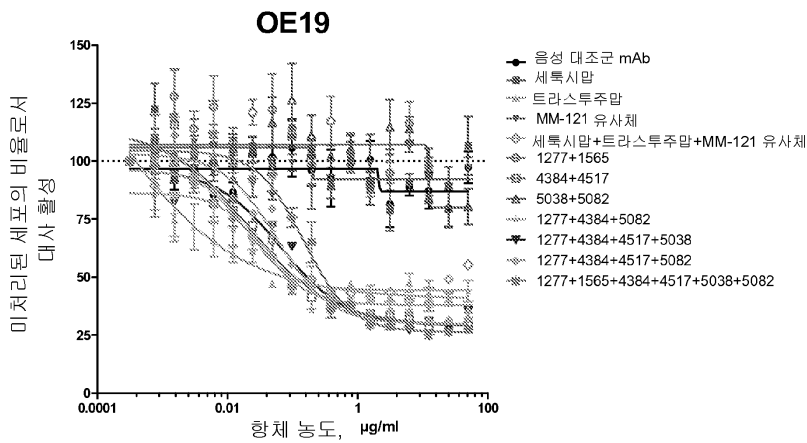 OE19
150
125
100
75
50
25
0
0.0001
0.01
1
100
미처리된 세포의 비율로서
대사 활성
항체 농도, μg/ml
음성 대조군 mAb
세툭시맙
트라스투주맙
MM-121 유사체
세툭시맙+트라스투주맙+MM-121 유사체
1277+1565
4384+4517
5038+5082
1277+4384+5082
1277+4384+4517+5038
1277+4384+4517+5082
1277+1565+4384+4517+5038+5082